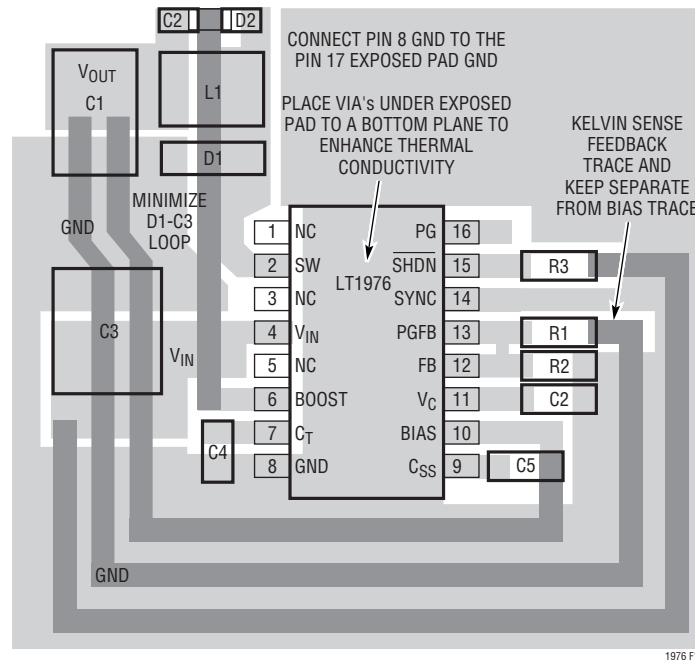 C2 D2
CONNECT PIN 8 GND TO THE
PIN 17 EXPOSED PAD GND
VOUT
C1
L1
PLACE VIA's UNDER EXPOSED
PAD TO A BOTTOM PLANE TO
ENHANCE THERMAL
CONDUCTIVITY
KELVIN SENSE
FEEDBACK
TRACE AND
KEEP SEPARATE
FROM BIAS TRACE
D1
MINIMIZE
D1-C3
LOOP
GND
C3
VIN
LT1976
1 NC
2 SW
3 NC
4 VIN
5 NC
6 BOOST
7 CT
8 GND
PG 16
SHDN 15
SYNC 14
PGFB 13
FB 12
VC 11
BIAS 10
CSS 9
R3
R1
R2
C2
C5
C4
GND
1976 F